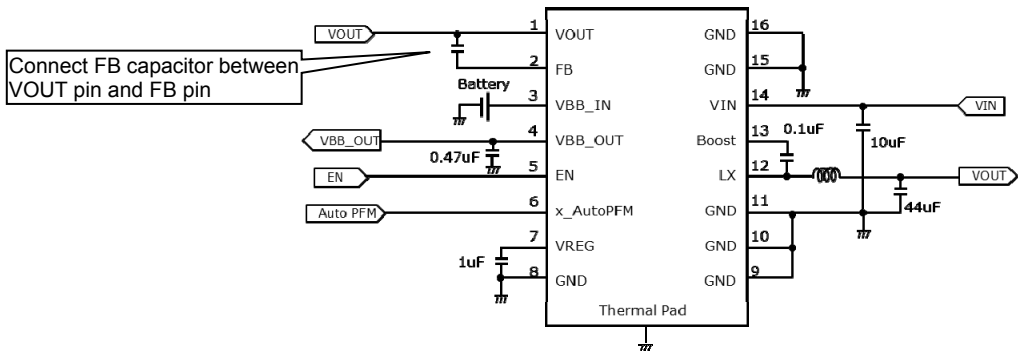 VOUT
Connect FB capacitor between
VOUT pin and FB pin
Battery
VBB_OUT
0.47uF
EN
Auto PFM
1uF
1 VOUT
2 FB
3 VBB_IN
4 VBB_OUT
5 EN
6 x_AutoPFM
7 VREG
8 GND
Thermal Pad
GND 16
GND 15
VIN 14
Boost 13
LX 12
GND 11
GND 10
GND 9
0.1uF
10uF
VIN
VOUT
44uF